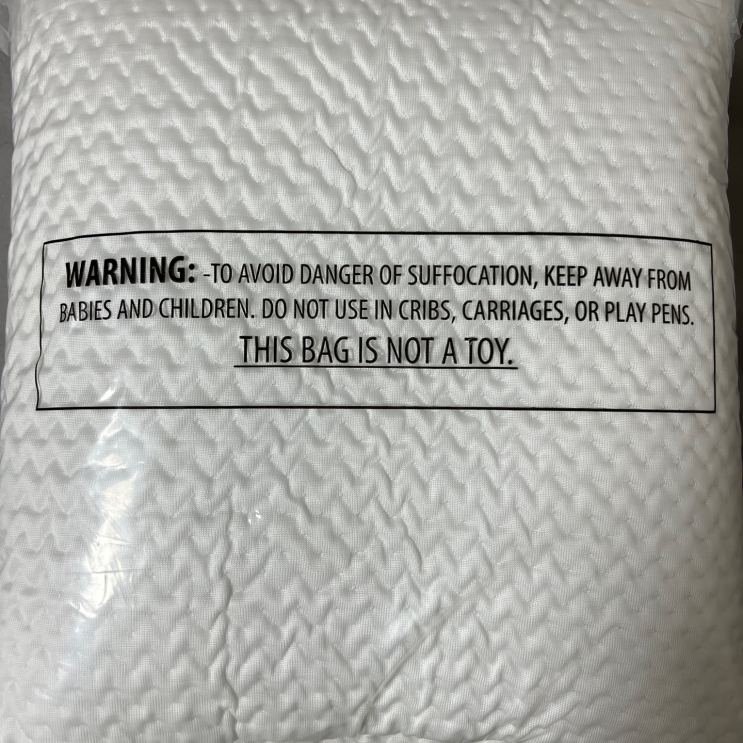 WARNING: -TO AVOID DANGER OF SUFFOCATION, KEEP AWAY FROM
BABIES AND CHILDREN. DO NOT USE IN CRIBS, CARRIAGES, OR PLAY PENS.
THIS BAG IS NOT A TOY.